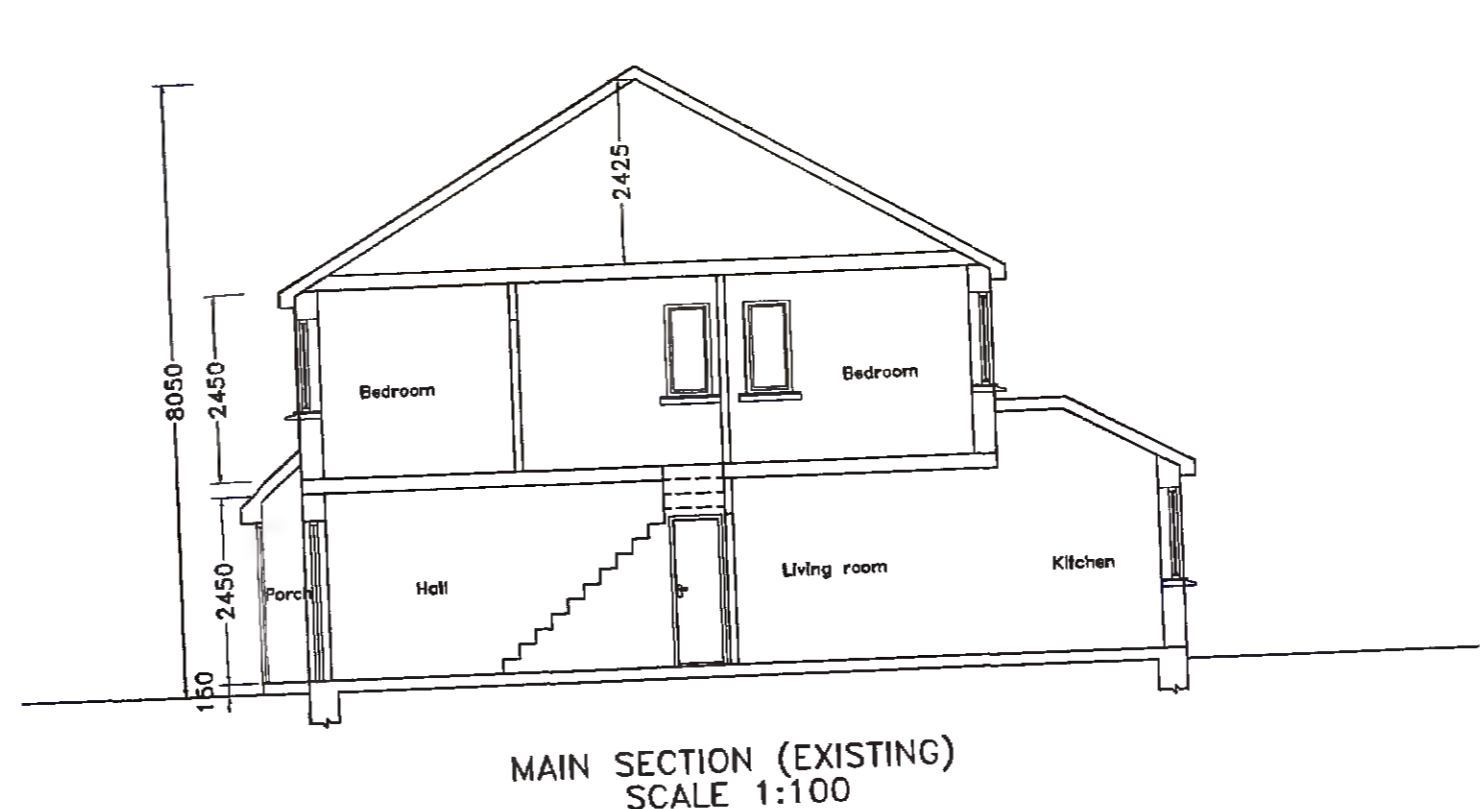 2425
8050
2450
Bedroom
Bedroom
2450
Porch
Hall
Living room
Kitchen
150
MAIN SECTION (EXISTING)
SCALE 1:100